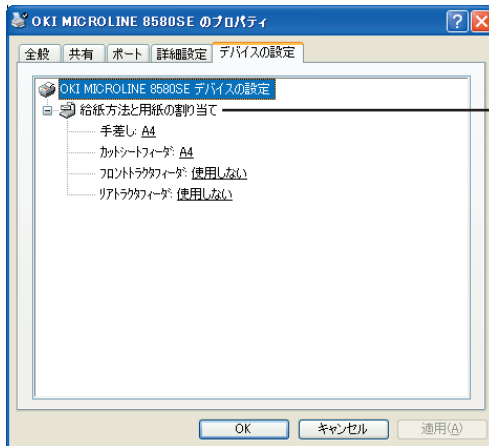 OKI MICROLINE 8580SE のプロパティ
全般 共有 ポート 詳細設定 デバイスの設定
OKI MICROLINE 8580SE デバイスの設定
給紙方法と用紙の割り当て
手差し: A4
カットシートフィーダ: A4
フロントトラクタフィーダ: 使用しない
リアトラクタフィーダ: 使用しない
OK キャンセル 適用(A)